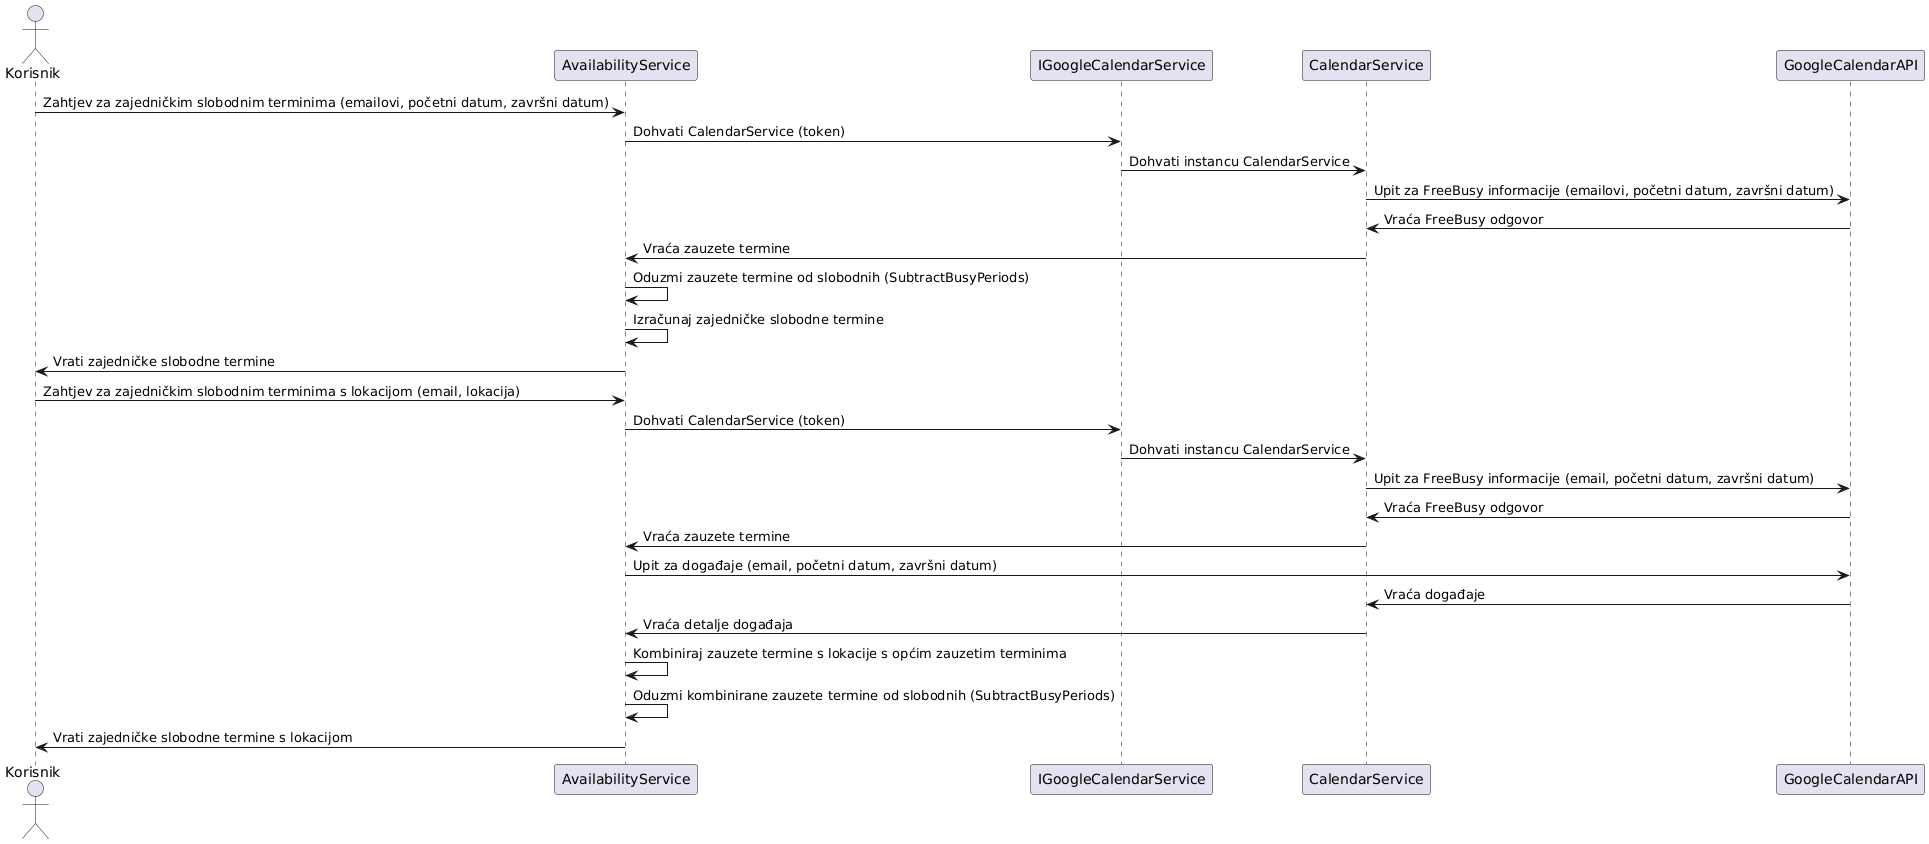 Korisnik
AvailabilityService
IGoogleCalendarService
CalendarService
GoogleCalendarAPI
Zahtjev za zajedničkim slobodnim terminima (emailovi, početni datum, završni datum)
Dohvati CalendarService (token)
Dohvati instancu CalendarService
Upit za FreeBusy informacije (emailovi, početni datum, završni datum)
Vraća FreeBusy odgovor
Vraća zauzete termine
Oduzmi zauzete termine od slobodnih (SubtractBusyPeriods)
Izračunaj zajedničke slobodne termine
Vrati zajedničke slobodne termine
Zahtjev za zajedničkim slobodnim terminima s lokacijom (email, lokacija)
Dohvati CalendarService (token)
Dohvati instancu CalendarService
Upit za FreeBusy informacije (email, početni datum, završni datum)
Vraća FreeBusy odgovor
Vraća zauzete termine
Upit za događaje (email, početni datum, završni datum)
Vraća događaje
Vraća detalje događaja
Kombiniraj zauzete termine s lokacije s općim zauzetim terminima
Oduzmi kombinirane zauzete termine od slobodnih (SubtractBusyPeriods)
Vrati zajedničke slobodne termine s lokacijom
Korisnik
AvailabilityService
IGoogleCalendarService
CalendarService
GoogleCalendarAPI